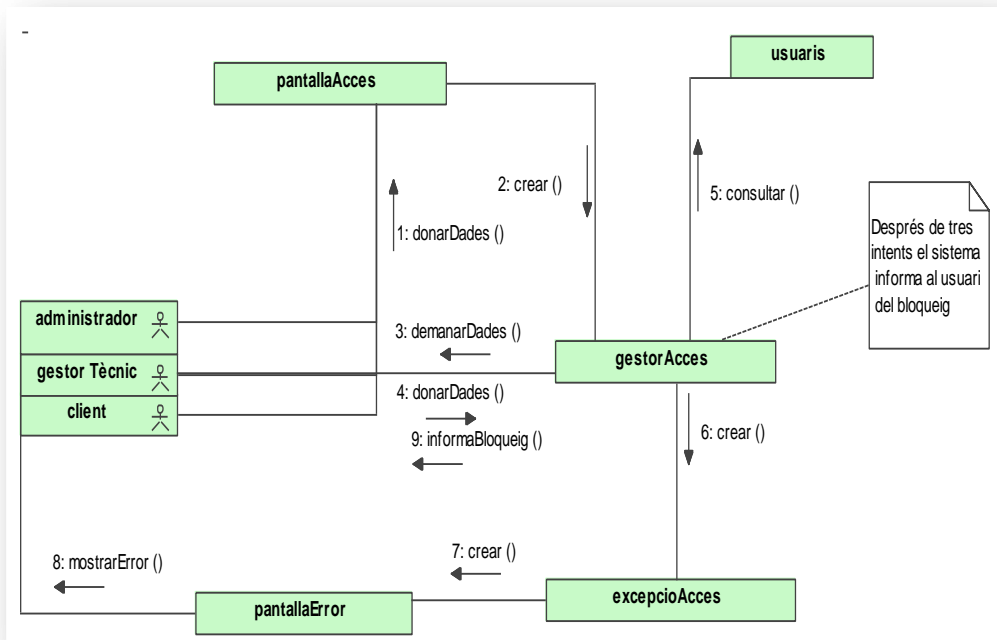 -
usuaris
pantallaAcces
2: crear ()
5: consultar ()
1: donarDades ()
Després de tres
intents el sistema
informa al usuari
del bloqueig
administrador
3: demanarDades ()
gestor Tècnic
gestorAcces
4: donarDades ()
client
9: informaBloqueig ()
6: crear ()
8: mostrarError ()
7: crear ()
pantallaError
excepcioAcces